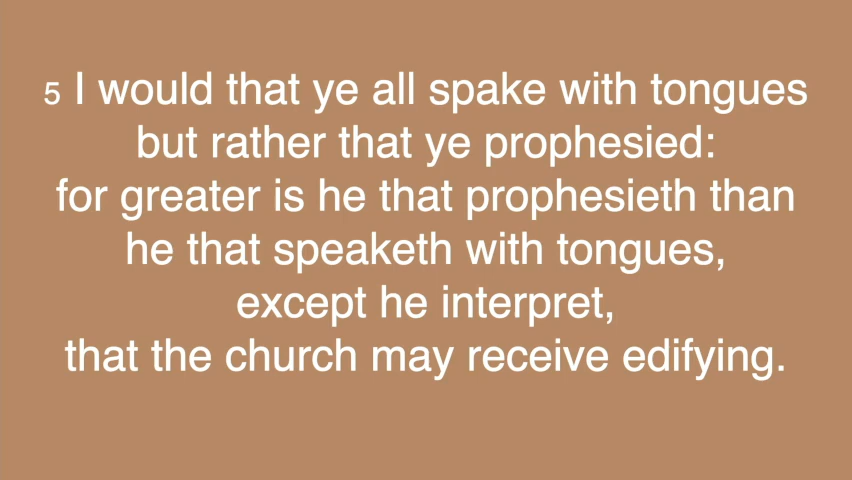 5 I would that ye all spake with tongues
but rather that ye prophesied:
for greater is he that prophesieth than
he that speaketh with tongues,
except he interpret,
that the church may receive edifying.